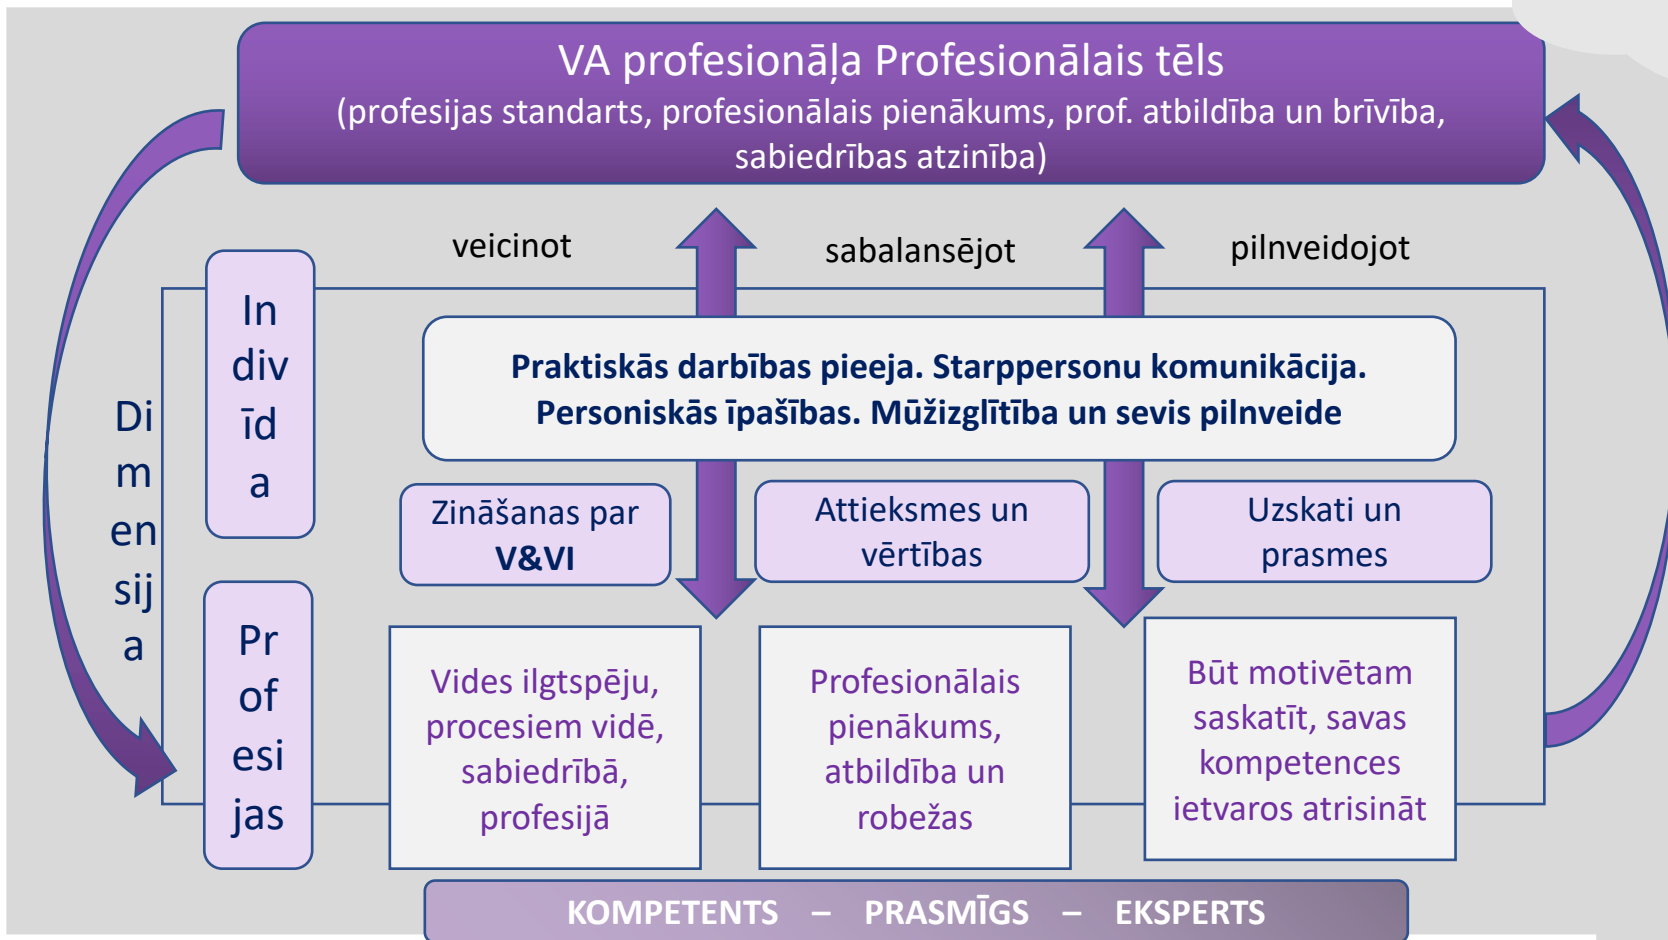 VA profesionāļa Profesionālais tēls
(profesijas standarts, profesionālais pienākums, prof. atbildība un brīvība,
sabiedrības atzinība)
veicinot
sabalansējot
pilnveidojot
Di
m
en
sij
a
In
div
īd
a
Praktiskās darbības pieeja. Starppersonu komunikācija.
Personiskās īpašības. Mūžizglītība un sevis pilnveide
Zināšanas par
V&VI
Attieksmes un
vērtības
Uzskati un
prasmes
Pr
of
esi
jas
Vides ilgtspēju,
procesiem vidē,
sabiedrībā,
profesijā
Profesionālais
pienākums,
atbildība un
robežas
Būt motivētam
saskatīt, savas
kompetences
ietvaros atrisināt
KOMPETENTS – PRASMĪGS – EKSPERTS